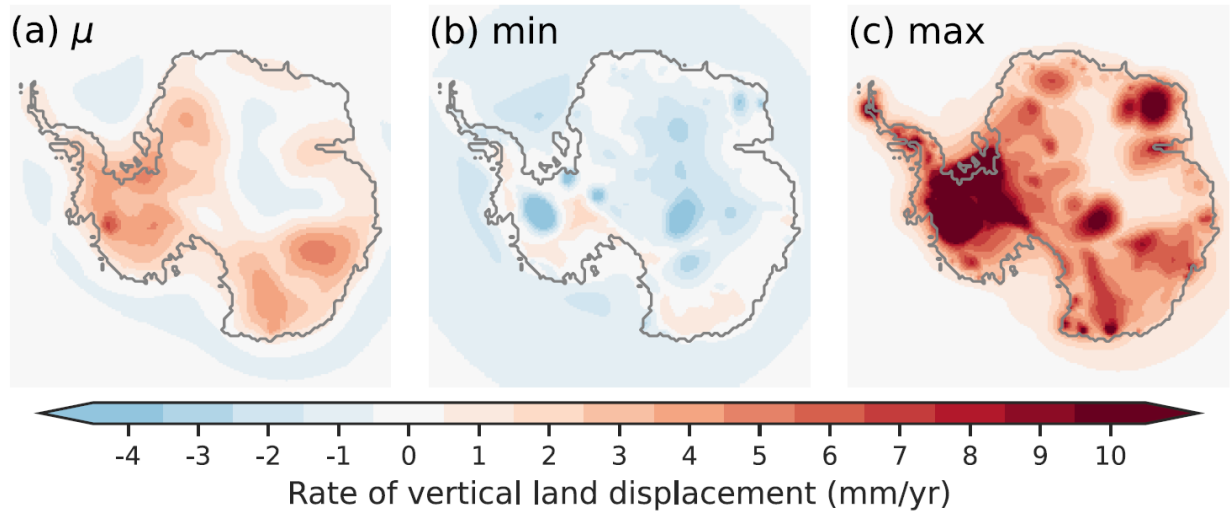 (a) μ (b) min (c) max
-4 -3 -2 -1 0 1 2 3 4 5 6 7 8 9 10
Rate of vertical land displacement (mm/yr)